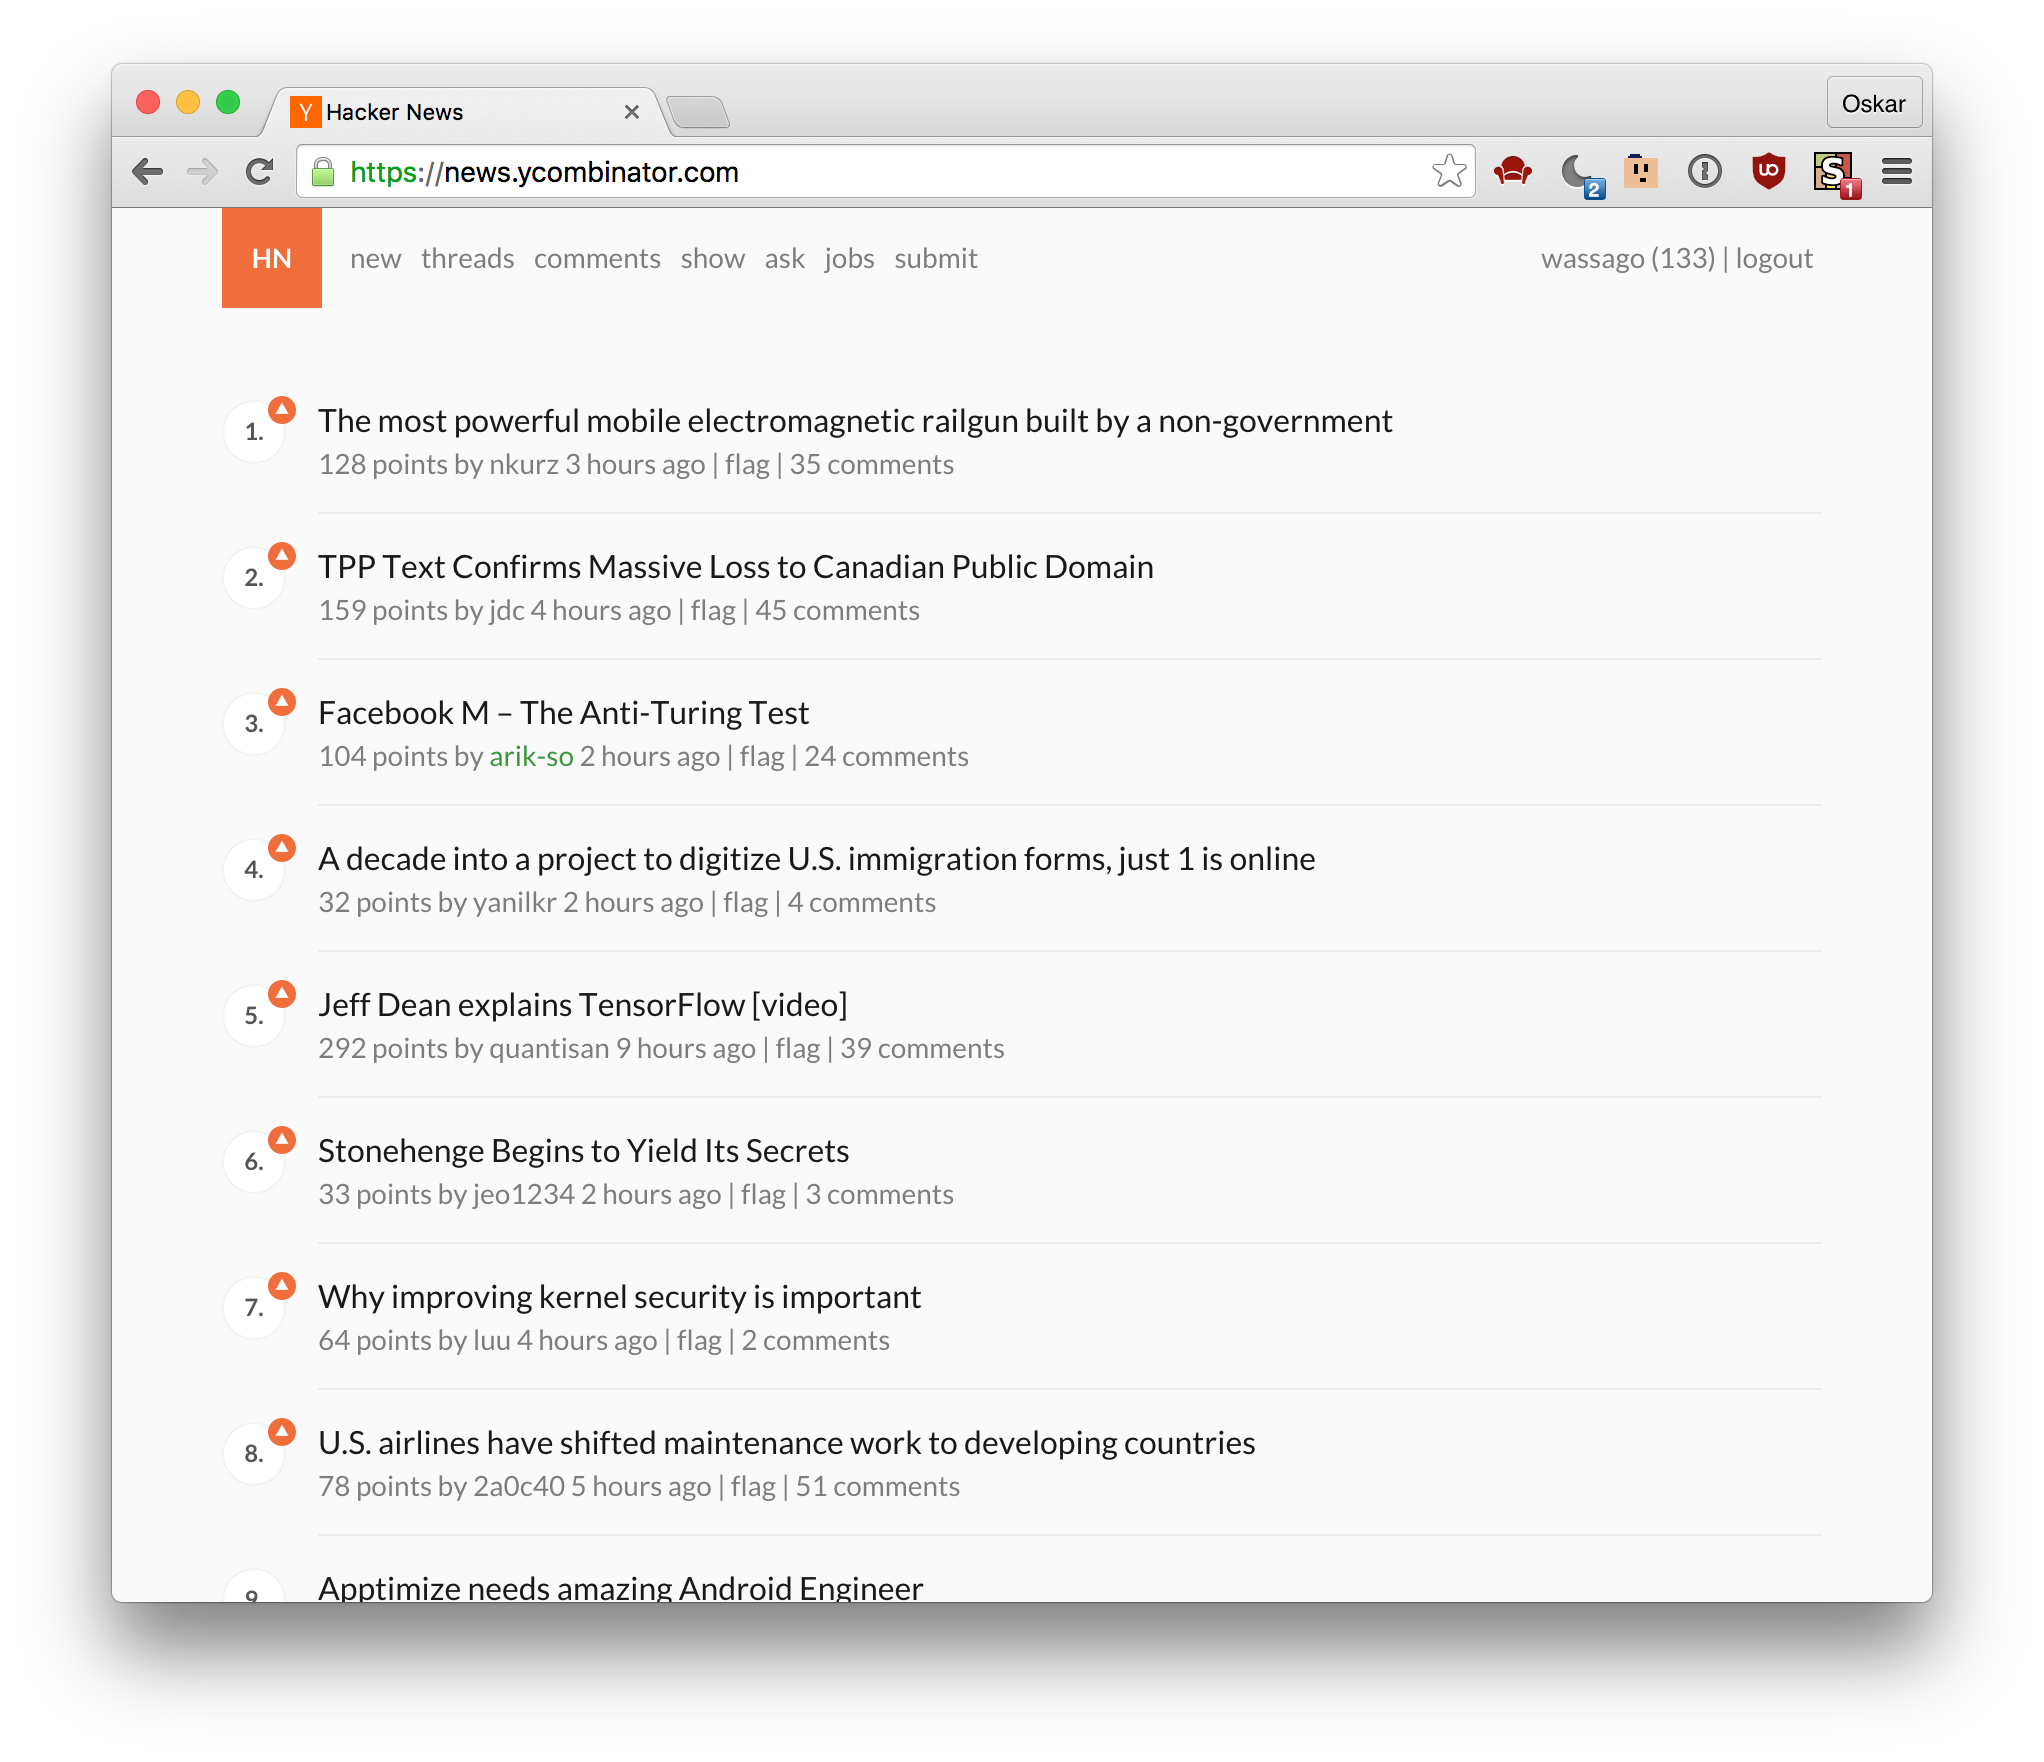 Hacker News
Oskar
https://news.ycombinator.com
2
1
HN new threads comments show ask jobs submit wassago (133) | logout
1. The most powerful mobile electromagnetic railgun built by a non-government
128 points by nkurz 3 hours ago | flag | 35 comments
2. TPP Text Confirms Massive Loss to Canadian Public Domain
159 points by jdc 4 hours ago | flag | 45 comments
3. Facebook M – The Anti-Turing Test
104 points by arik-so 2 hours ago | flag | 24 comments
4. A decade into a project to digitize U.S. immigration forms, just 1 is online
32 points by yanilkr 2 hours ago | flag | 4 comments
5. Jeff Dean explains TensorFlow [video]
292 points by quantisan 9 hours ago | flag | 39 comments
6. Stonehenge Begins to Yield Its Secrets
33 points by jeo1234 2 hours ago | flag | 3 comments
7. Why improving kernel security is important
64 points by luu 4 hours ago | flag | 2 comments
8. U.S. airlines have shifted maintenance work to developing countries
78 points by 2a0c40 5 hours ago | flag | 51 comments
9 Apptimize needs amazing Android Engineer